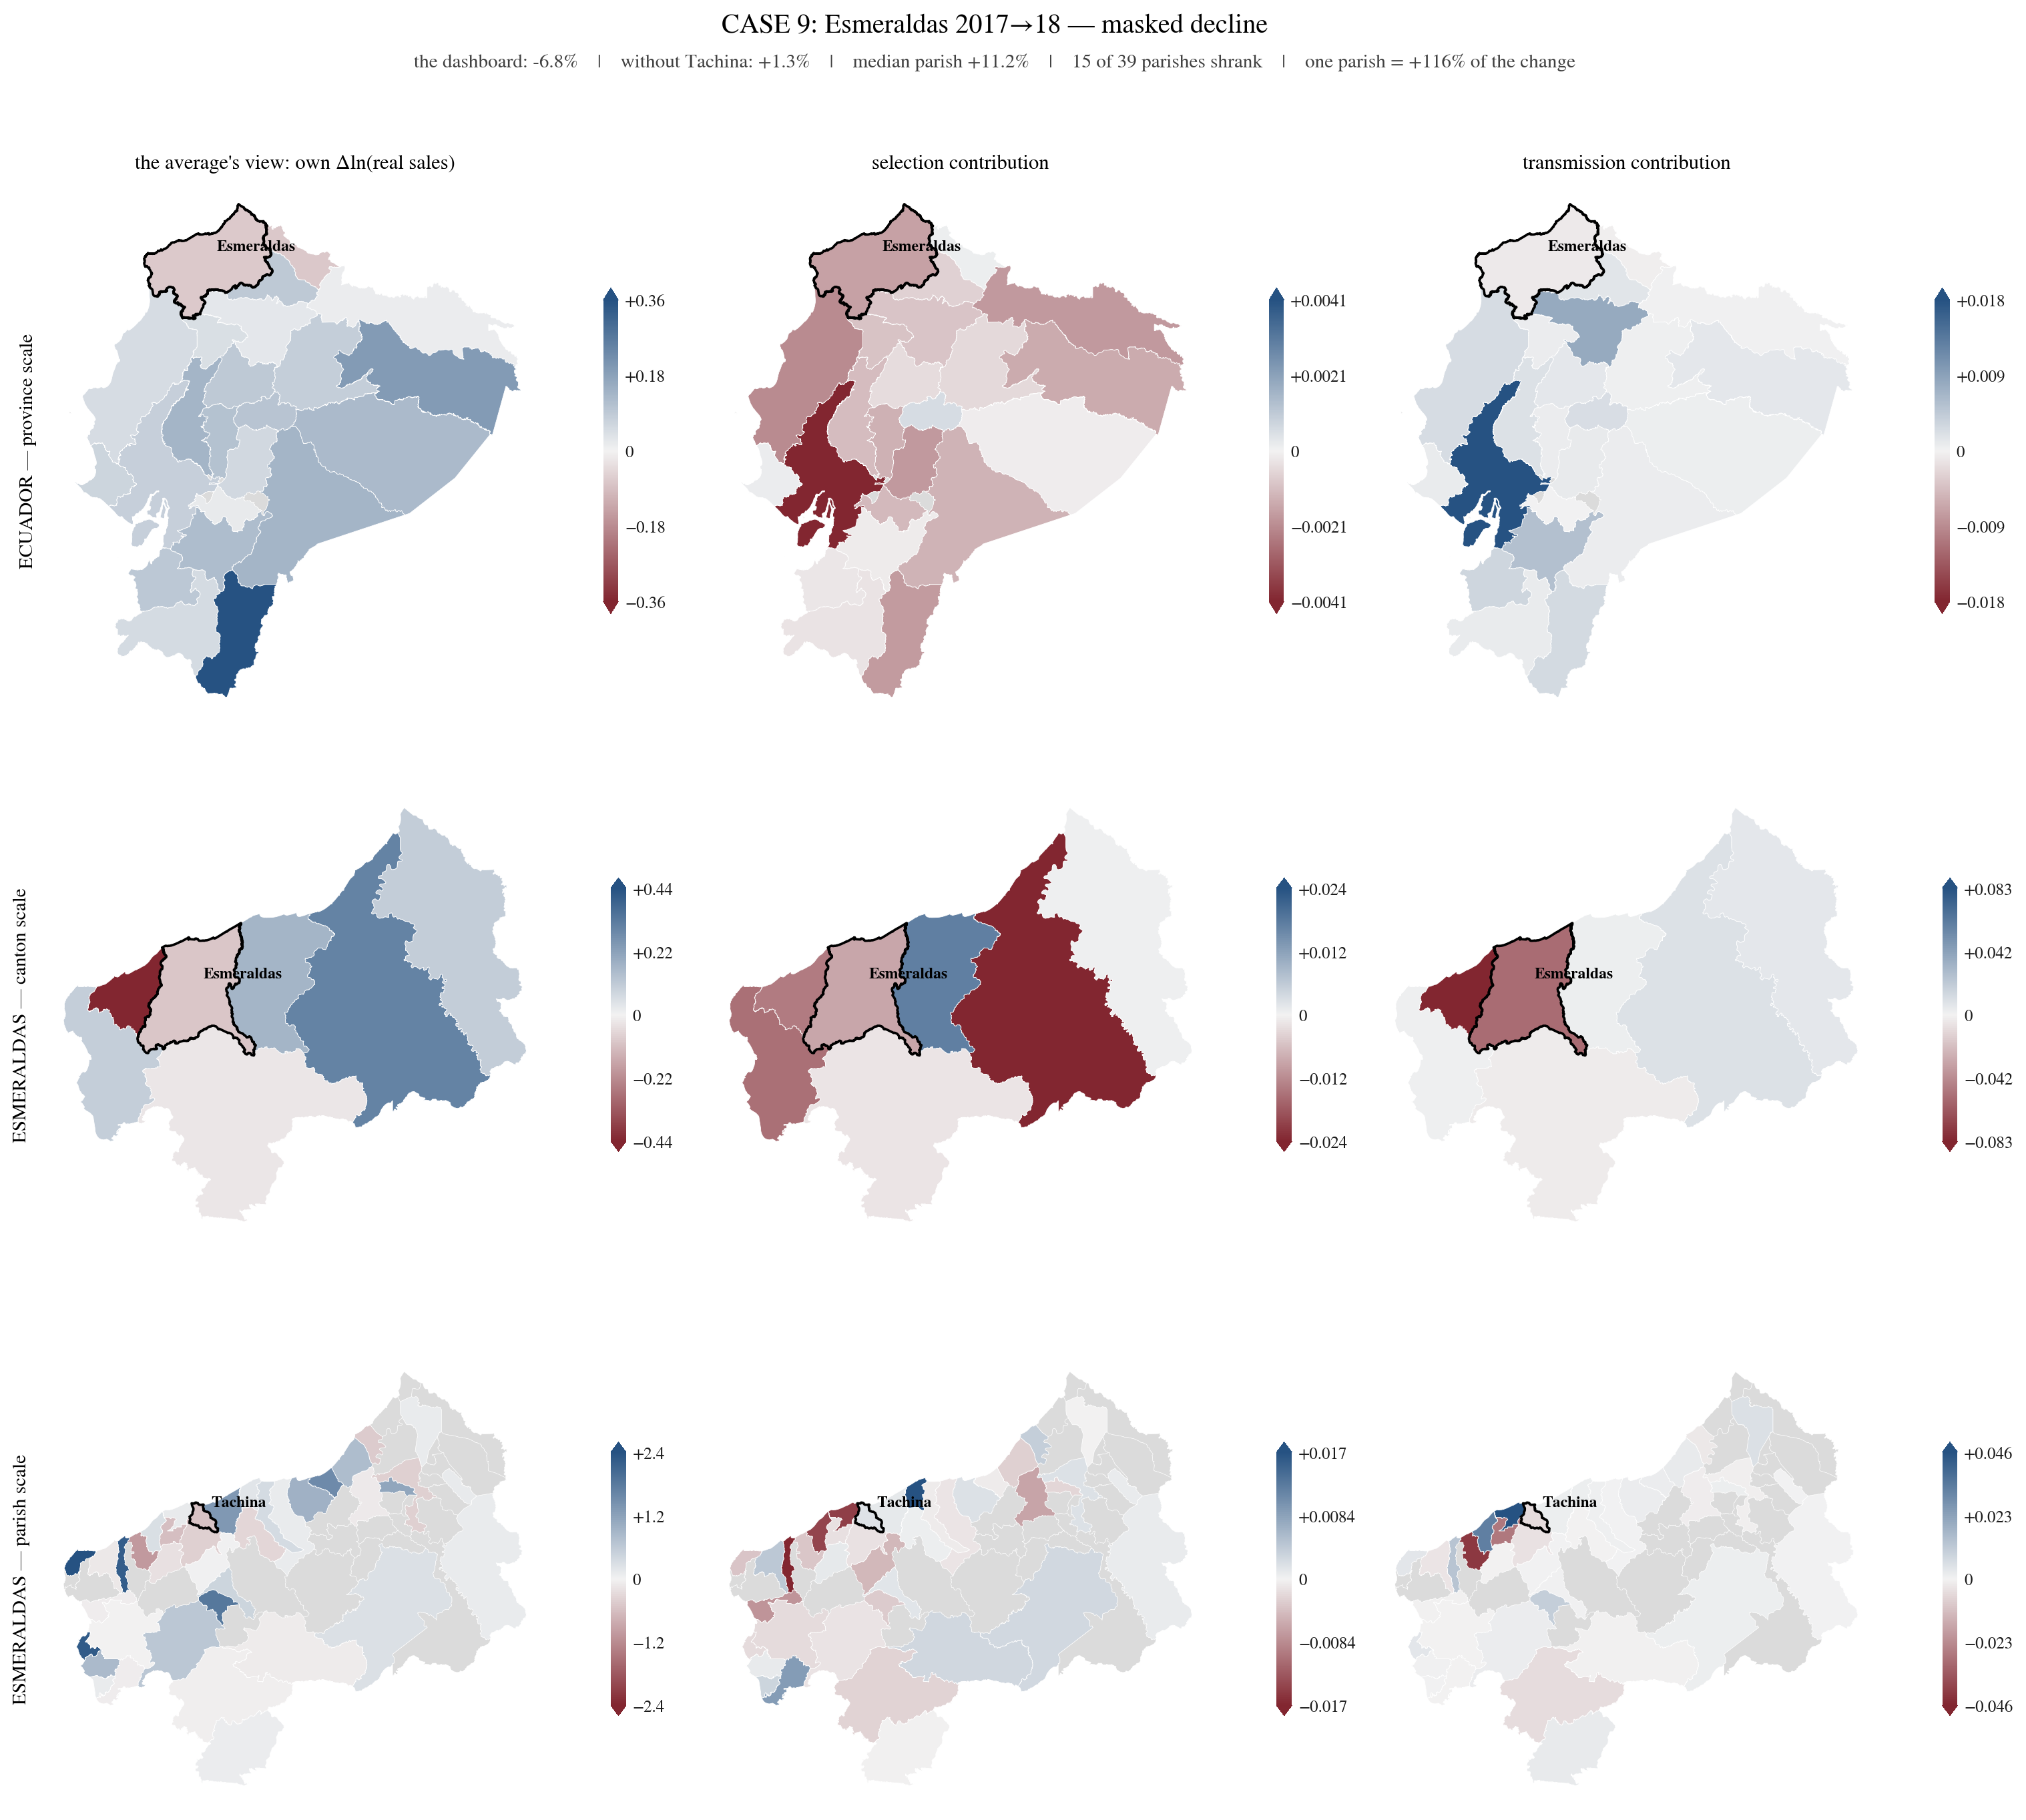 CASE 9: Esmeraldas 2017→18 — masked decline
the dashboard: -6.8% | without Tachina: +1.3% | median parish +11.2% | 15 of 39 parishes shrank | one parish = +116% of the change
the average's view: own Δln(real sales)
selection contribution
transmission contribution
ECUADOR — province scale
Esmeraldas
+0.36
+0.18
0
−0.18
−0.36
Esmeraldas
+0.0041
+0.0021
0
−0.0021
−0.0041
Esmeraldas
+0.018
+0.009
0
−0.009
−0.018
ESMERALDAS — canton scale
Esmeraldas
+0.44
+0.22
0
−0.22
−0.44
Esmeraldas
+0.024
+0.012
0
−0.012
−0.024
Esmeraldas
+0.083
+0.042
0
−0.042
−0.083
ESMERALDAS — parish scale
Tachina
+2.4
+1.2
0
−1.2
−2.4
Tachina
+0.017
+0.0084
0
−0.0084
−0.017
Tachina
+0.046
+0.023
0
−0.023
−0.046